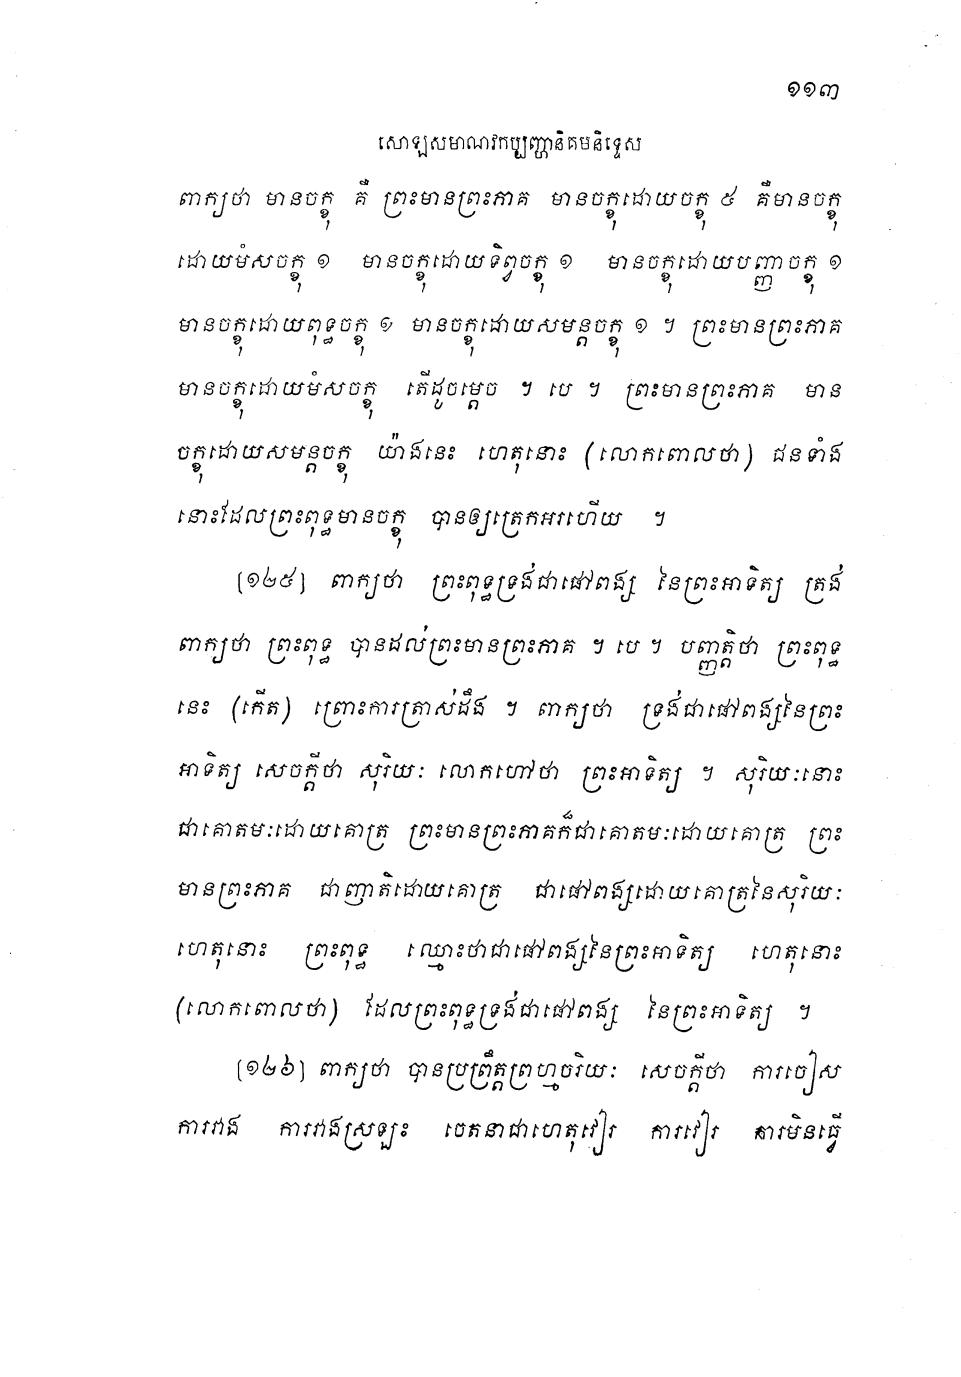 ១១៣
សោឡសមាណវកប្បញ្ហានិគមនិទ្ទេស
ពាក្យថា មានចក្ខុ គឺ ព្រះមានព្រះភាគ មានចក្ខុដោយចក្ខុ ៥ គឺមានចក្ខុ
ដោយមំសចក្ខុ ១ មានចក្ខុដោយទិព្វចក្ខុ ១ មានចក្ខុដោយបញ្ញាចក្ខុ ១
មានចក្ខុដោយពុទ្ធចក្ខុ ១ មានចក្ខុដោយសមន្តចក្ខុ ១ ។ ព្រះមានព្រះភាគ
មានចក្ខុដោយមំសចក្ខុ តើដូចម្ដេច ។ បេ ។ ព្រះមានព្រះភាគ មាន
ចក្ខុដោយសមន្តចក្ខុ យ៉ាងនេះ ហេតុនោះ (លោកពោលថា) ជនទាំង
នោះដែលព្រះពុទ្ធមានចក្ខុ បានឲ្យត្រេកអរហើយ ។
[១២៥] ពាក្យថា ព្រះពុទ្ធទ្រង់ជាផៅពង្ស នៃព្រះអាទិត្យ ត្រង់
ពាក្យថា ព្រះពុទ្ធ បានដល់ព្រះមានព្រះភាគ ។ បេ ។ បញ្ញត្តិថា ព្រះពុទ្ធ
នេះ (កើត) ព្រោះការត្រាស់ដឹង ។ ពាក្យថា ទ្រង់ជាផៅពង្សនៃព្រះ
អាទិត្យ សេចក្ដីថា សុរិយៈ លោកហៅថា ព្រះអាទិត្យ ។ សុរិយៈនោះ
ជាគោតមៈដោយគោត្រ ព្រះមានព្រះភាគក៏ជាគោតមៈដោយគោត្រ ព្រះ
មានព្រះភាគ ជាញាតិដោយគោត្រ ជាផៅពង្សដោយគោត្រនៃសុរិយៈ
ហេតុនោះ ព្រះពុទ្ធ ឈ្មោះថាជាផៅពង្សនៃព្រះអាទិត្យ ហេតុនោះ
(លោកពោលថា) ដែលព្រះពុទ្ធទ្រង់ជាផៅពង្ស នៃព្រះអាទិត្យ ។
[១២៦] ពាក្យថា បានប្រព្រឹត្តព្រហ្មចរិយៈ សេចក្ដីថា ការចៀស
ការវាង ការវាងស្រឡះ ចេតនាជាហេតុវៀរ ការវៀរ ការមិនធ្វើ